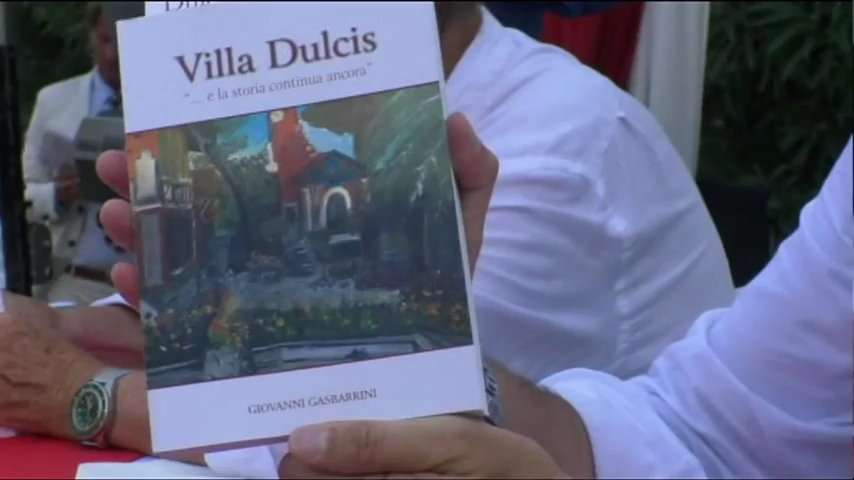 Villa Dulcis
"... e la storia continua ancora"
GIOVANNI GASBARRINI